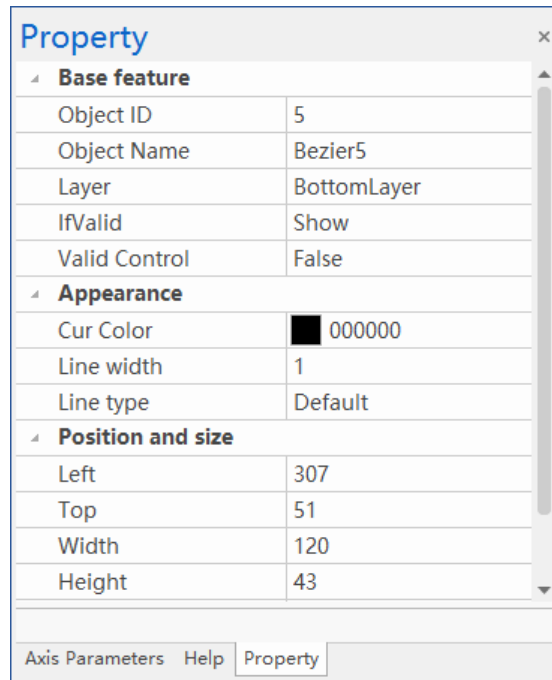 Property
Base feature
Object ID 5
Object Name Bezier5
Layer BottomLayer
IfValid Show
Valid Control False
Appearance
Cur Color 000000
Line width 1
Line type Default
Position and size
Left 307
Top 51
Width 120
Height 43
Axis Parameters Help Property